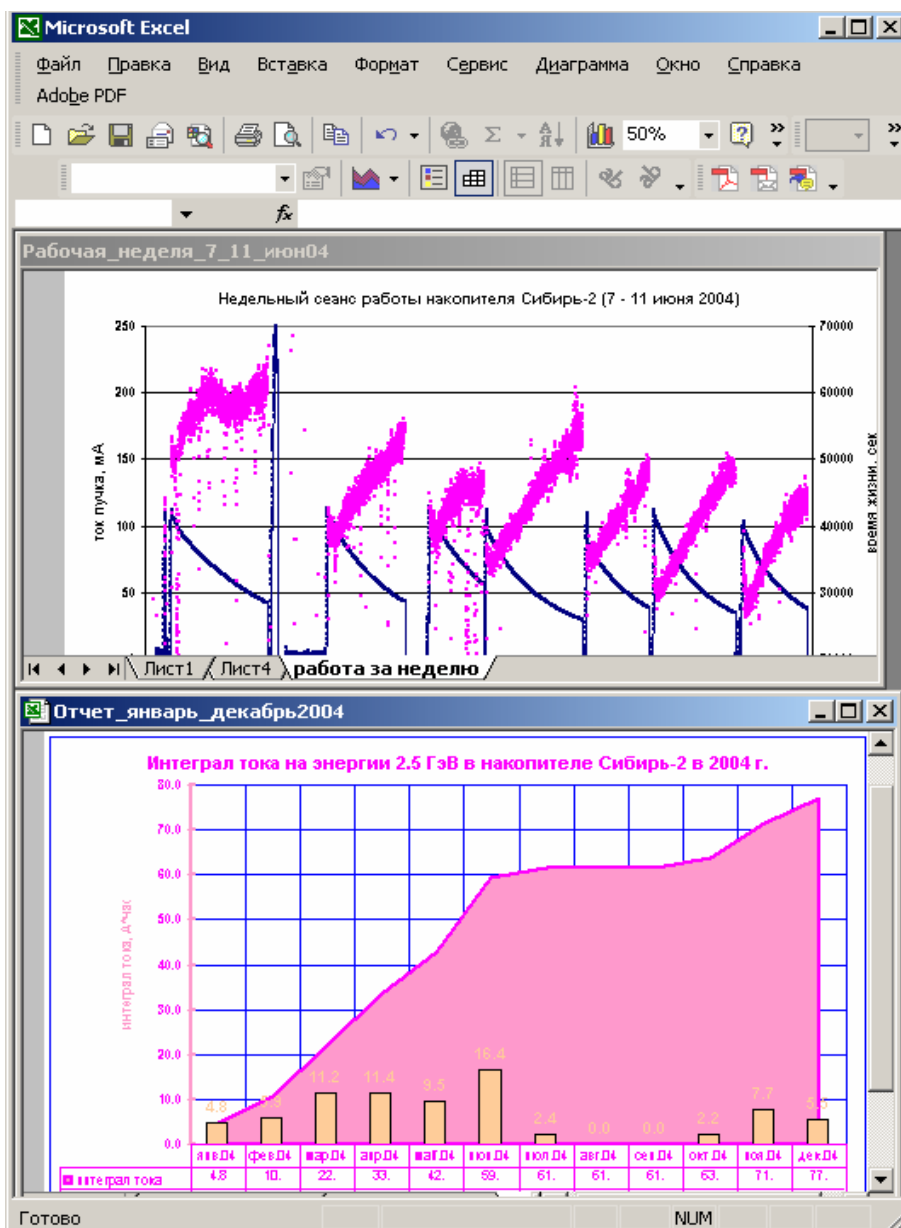 Microsoft Excel
Файл Правка Вид Вставка Формат Сервис Диаграмма Окно Справка
Adobe PDF
50%
fx
Рабочая_неделя_7_11_июн04
Недельный сеанс работы накопителя Сибирь-2 (7 - 11 июня 2004)
250
200
150
100
50
ток пучка, мА
70000
60000
50000
40000
30000
время жизни. сек
Лист1 Лист4 работа за неделю
Отчет_январь_декабрь2004
Интеграл тока на энергии 2.5 ГэВ в накопителе Сибирь-2 в 2004 г.
80.0
70.0
60.0
50.0
40.0
30.0
20.0
10.0
0.0
интеграл тока, А*час
4.8 11.2 11.4 9.5 16.4 2.4 0.0 0.0 2.2 7.7
янв.04 фев.04 мар.04 апр.04 май.04 июн.04 июл.04 авг.04 сен.04 окт.04 ноя.04 дек.04
интеграл тока 4.8 10. 22. 33. 42. 59. 61. 61. 61. 63. 71. 77.
Готово NUM